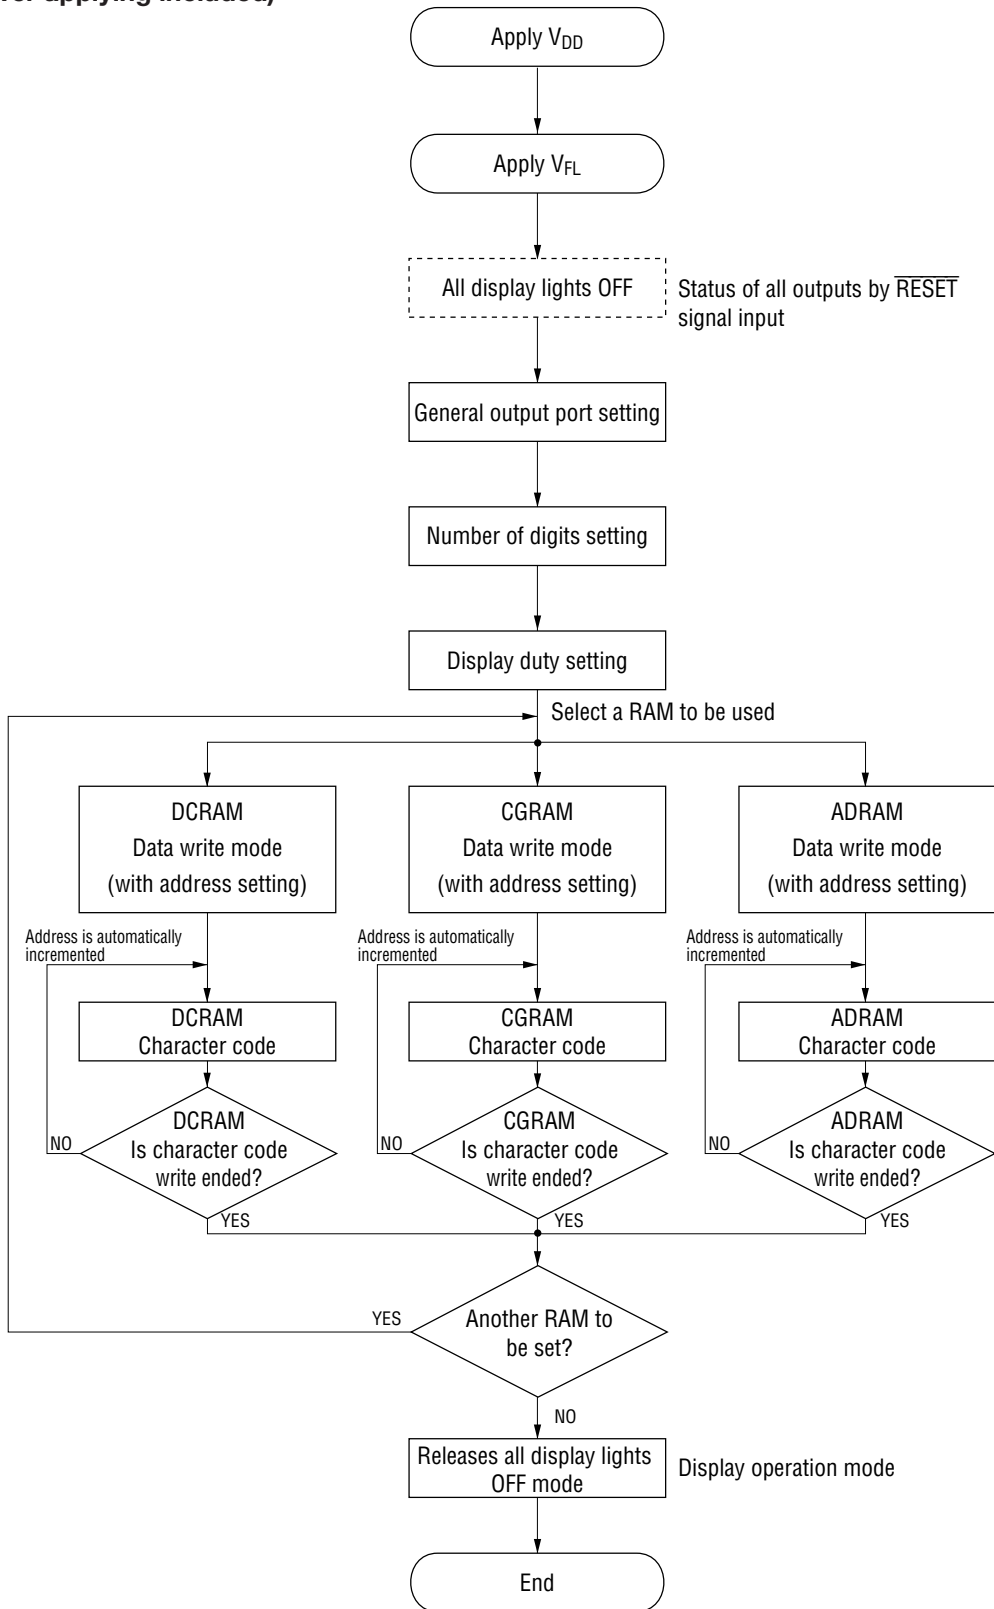 applying included)
Apply VDD
Apply VFL
All display lights OFF
Status of all outputs by RESET
signal input
General output port setting
Number of digits setting
Display duty setting
Select a RAM to be used
DCRAM
Data write mode
(with address setting)
CGRAM
Data write mode
(with address setting)
ADRAM
Data write mode
(with address setting)
Address is automatically
incremented
Address is automatically
incremented
Address is automatically
incremented
DCRAM
Character code
CGRAM
Character code
ADRAM
Character code
DCRAM
Is character code
write ended?
NO
YES
CGRAM
Is character code
write ended?
NO
YES
ADRAM
Is character code
write ended?
NO
YES
Another RAM to
be set?
YES
NO
Releases all display lights
OFF mode
Display operation mode
End